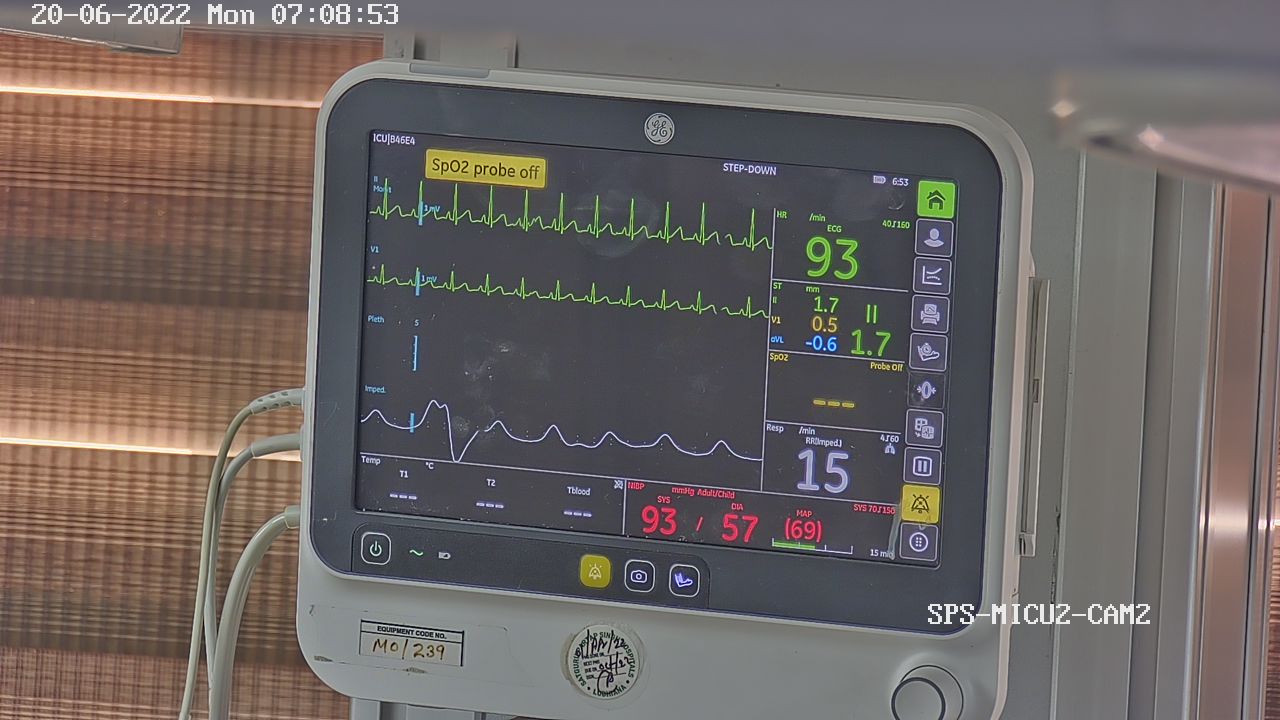 20-06-2022 Mon 07:08:53
ICU|B46E4
SpO2 probe off
STEP-DOWN
6:53
II
1 mV
HR
/min
ECG
40 160
93
V1
1 mV
ST
mm
II 1.7
V1 0.5
aVL -0.6
II
1.7
Pleth
5
SpO2
Probe Off
---
Imped.
Resp
/min
RR(Imped.)
4 60
15
Temp
°C
T1
---
T2
---
Tblood
---
NIBP
mmHg Adult/Child
SYS
DIA
MAP
SYS 70 150
93 / 57 (69)
15 min
SPS-MICU2-CAM2
EQUIPMENT CODE NO.
MO/239
HOSPITALS
LUDHIANA